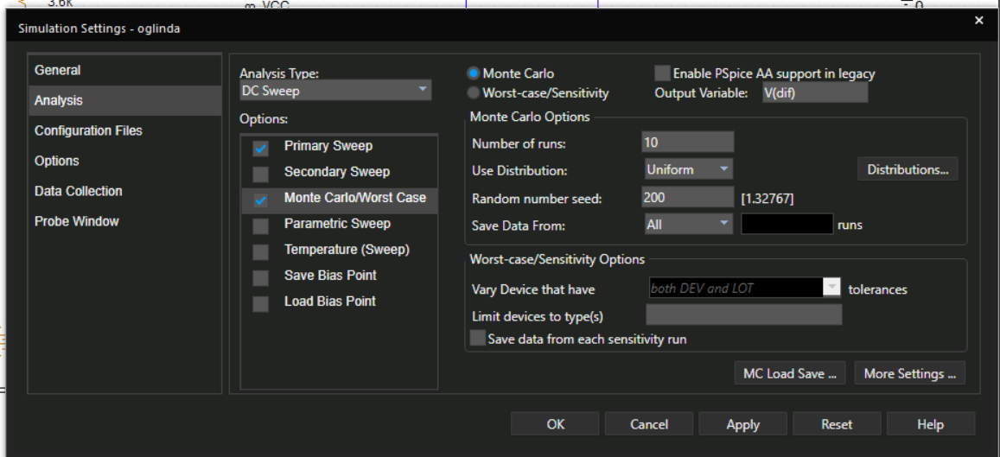 3.6k
VCC
0
Simulation Settings - oglinda
×
General
Analysis
Configuration Files
Options
Data Collection
Probe Window
Analysis Type:
DC Sweep
Options:
Primary Sweep
Secondary Sweep
Monte Carlo/Worst Case
Parametric Sweep
Temperature (Sweep)
Save Bias Point
Load Bias Point
Monte Carlo
Enable PSpice AA support in legacy
Worst-case/Sensitivity
Output Variable: V(dif)
Monte Carlo Options
Number of runs: 10
Use Distribution: Uniform Distributions...
Random number seed: 200 [1.32767]
Save Data From: All runs
Worst-case/Sensitivity Options
Vary Device that have both DEV and LOT tolerances
Limit devices to type(s)
Save data from each sensitivity run
MC Load Save ... More Settings ...
OK Cancel Apply Reset Help